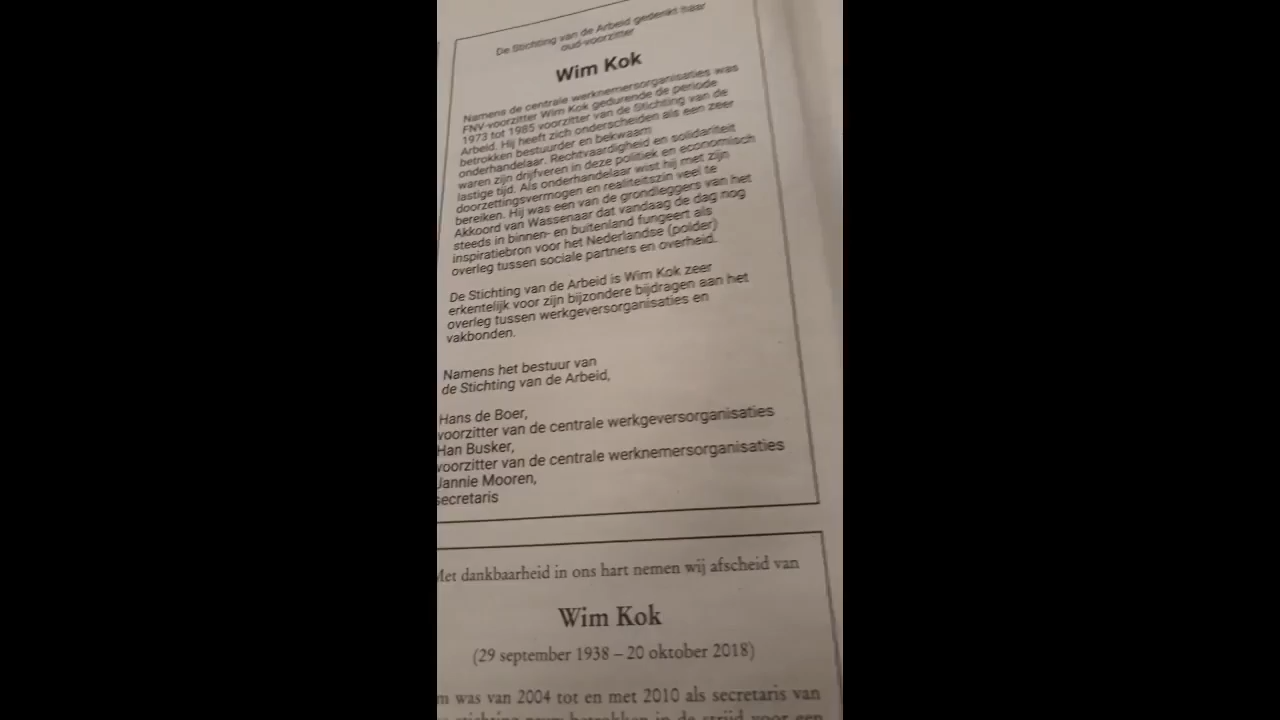 De Stichting van de Arbeid gedenkt haar
oud-voorzitter
Wim Kok
Namens de centrale werknemersorganisaties was
FNV-voorzitter Wim Kok gedurende de periode
1973 tot 1985 voorzitter van de Stichting van de
Arbeid. Hij heeft zich onderscheiden als een zeer
betrokken bestuurder en bekwaam
onderhandelaar. Rechtvaardigheid en solidariteit
waren zijn drijfveren in deze politiek en economisch
lastige tijd. Als onderhandelaar wist hij met zijn
doorzettingsvermogen en realiteitszin veel te
bereiken. Hij was een van de grondleggers van het
Akkoord van Wassenaar dat vandaag de dag nog
steeds in binnen- en buitenland fungeert als
inspiratiebron voor het Nederlandse (polder)
overleg tussen sociale partners en overheid.
De Stichting van de Arbeid is Wim Kok zeer
erkentelijk voor zijn bijzondere bijdragen aan het
overleg tussen werkgeversorganisaties en
vakbonden.
Namens het bestuur van
de Stichting van de Arbeid,
Hans de Boer,
voorzitter van de centrale werkgeversorganisaties
Han Busker,
voorzitter van de centrale werknemersorganisaties
Jannie Mooren,
secretaris
Met dankbaarheid in ons hart nemen wij afscheid van
Wim Kok
(29 september 1938 – 20 oktober 2018)
m was van 2004 tot en met 2010 als secretaris van
stichting nauw betrokken in de strijd voor een